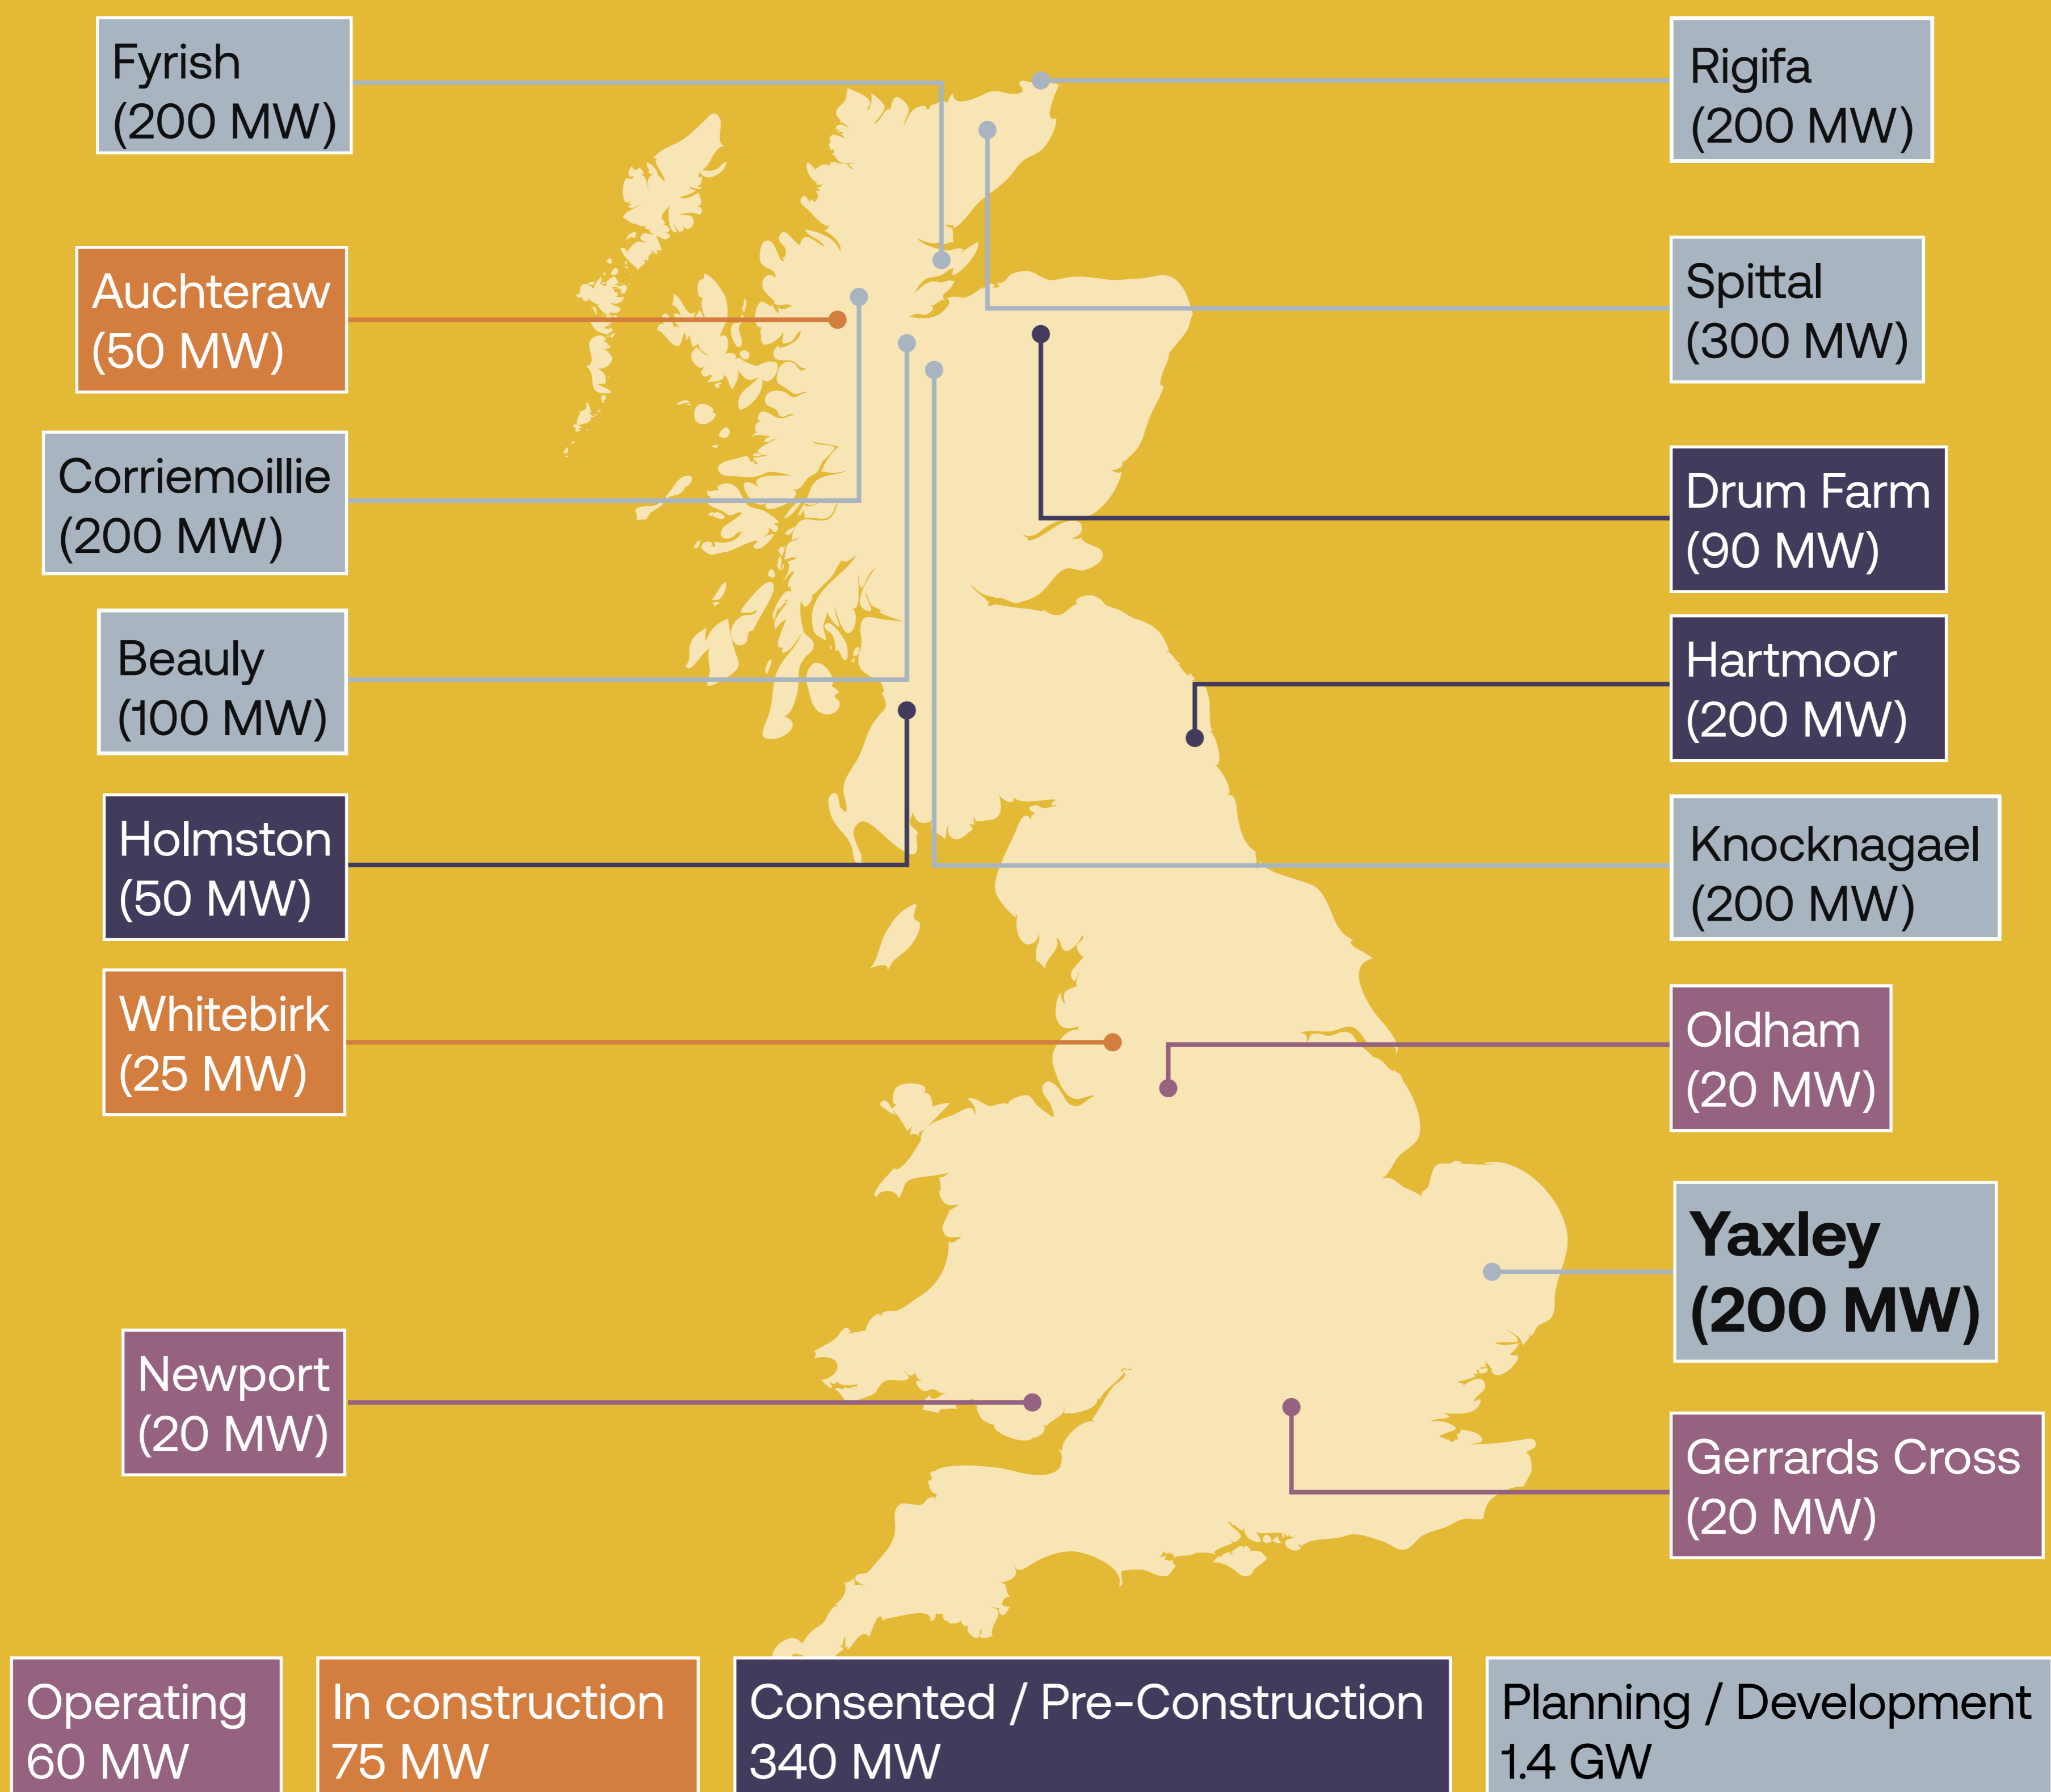 Fyrish
(200 MW)
Rigifa
(200 MW)
Auchteraw
(50 MW)
Spittal
(300 MW)
Corriemoillie
(200 MW)
Drum Farm
(90 MW)
Beauly
(100 MW)
Hartmoor
(200 MW)
Holmston
(50 MW)
Knocknagael
(200 MW)
Whitebirk
(25 MW)
Oldham
(20 MW)
Yaxley
(200 MW)
Newport
(20 MW)
Gerrards Cross
(20 MW)
Operating
60 MW
In construction
75 MW
Consented / Pre-Construction
340 MW
Planning / Development
1.4 GW